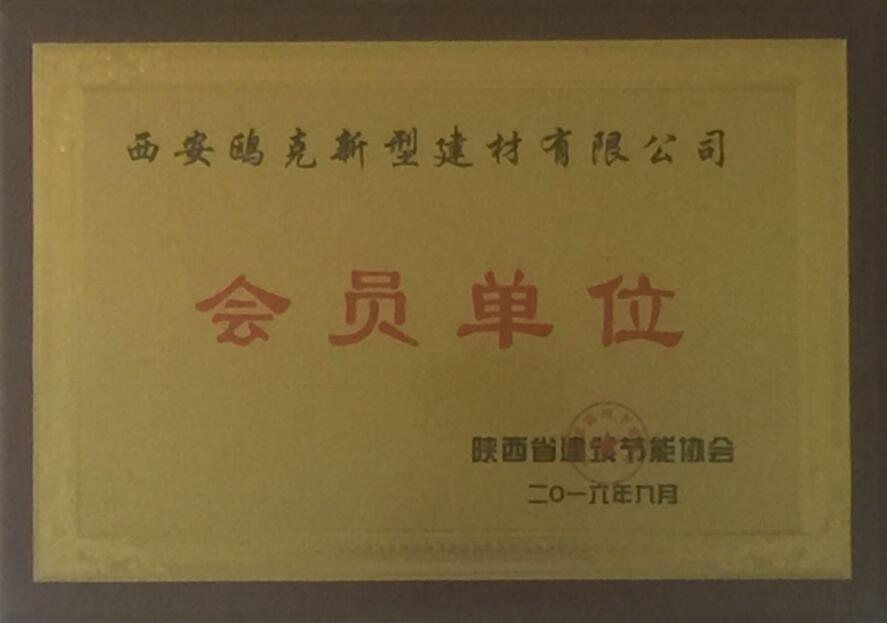 西安鸥克新型建材有限公司
会员单位
陕西省建筑节能协会
二〇一六年九月